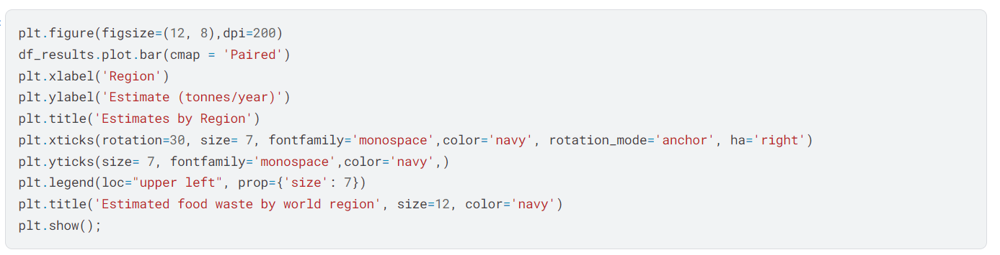 plt.figure(figsize=(12, 8),dpi=200)
df_results.plot.bar(cmap = 'Paired')
plt.xlabel('Region')
plt.ylabel('Estimate (tonnes/year)')
plt.title('Estimates by Region')
plt.xticks(rotation=30, size= 7, fontfamily='monospace',color='navy', rotation_mode='anchor', ha='right')
plt.yticks(size= 7, fontfamily='monospace',color='navy',)
plt.legend(loc="upper left", prop={'size': 7})
plt.title('Estimated food waste by world region', size=12, color='navy')
plt.show();